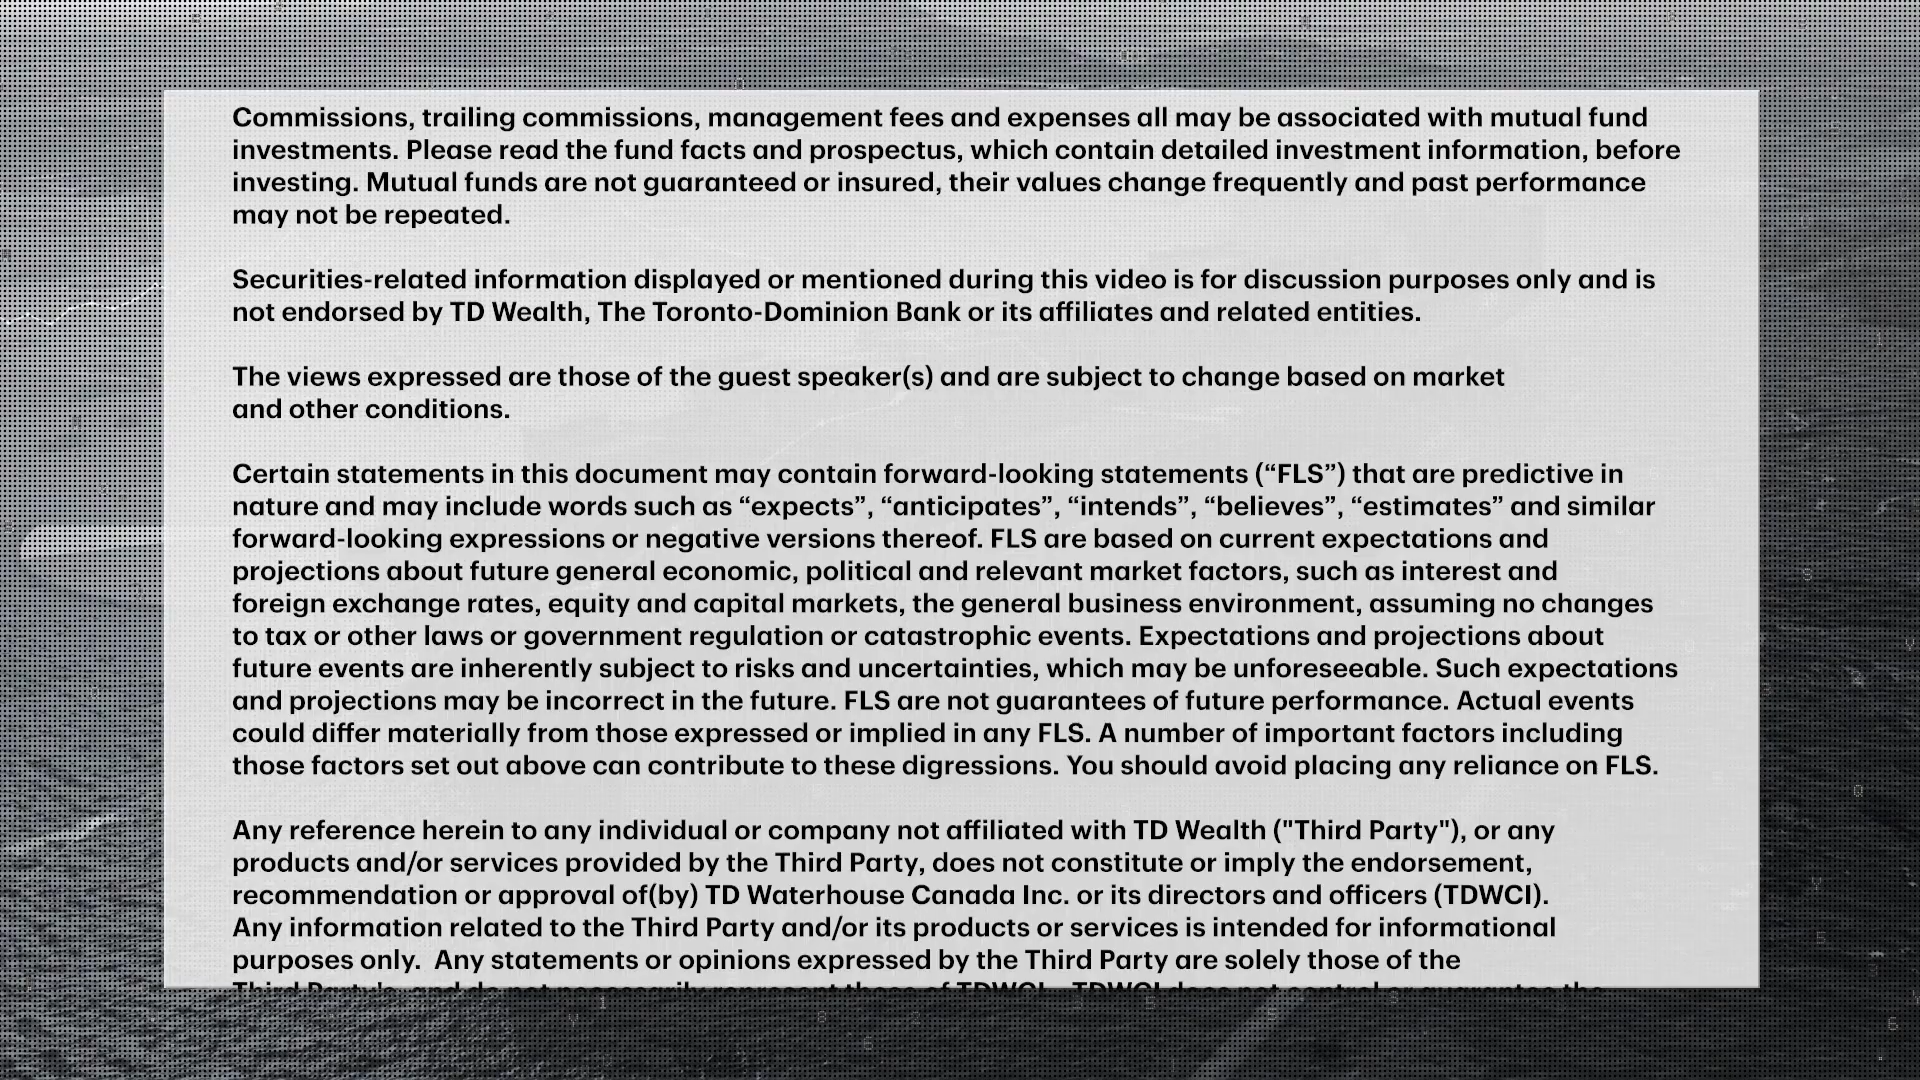 Commissions, trailing commissions, management fees and expenses all may be associated with mutual fund
investments. Please read the fund facts and prospectus, which contain detailed investment information, before
investing. Mutual funds are not guaranteed or insured, their values change frequently and past performance
may not be repeated.
Securities-related information displayed or mentioned during this video is for discussion purposes only and is
not endorsed by TD Wealth, The Toronto-Dominion Bank or its affiliates and related entities.
The views expressed are those of the guest speaker(s) and are subject to change based on market
and other conditions.
Certain statements in this document may contain forward-looking statements (“FLS”) that are predictive in
nature and may include words such as “expects”, “anticipates”, “intends”, “believes”, “estimates” and similar
forward-looking expressions or negative versions thereof. FLS are based on current expectations and
projections about future general economic, political and relevant market factors, such as interest and
foreign exchange rates, equity and capital markets, the general business environment, assuming no changes
to tax or other laws or government regulation or catastrophic events. Expectations and projections about
future events are inherently subject to risks and uncertainties, which may be unforeseeable. Such expectations
and projections may be incorrect in the future. FLS are not guarantees of future performance. Actual events
could differ materially from those expressed or implied in any FLS. A number of important factors including
those factors set out above can contribute to these digressions. You should avoid placing any reliance on FLS.
Any reference herein to any individual or company not affiliated with TD Wealth ("Third Party"), or any
products and/or services provided by the Third Party, does not constitute or imply the endorsement,
recommendation or approval of(by) TD Waterhouse Canada Inc. or its directors and officers (TDWCI).
Any information related to the Third Party and/or its products or services is intended for informational
purposes only.  Any statements or opinions expressed by the Third Party are solely those of the
Third Party's, and do not necessarily represent those of TDWCI.  TDWCI does not control or guarantee the